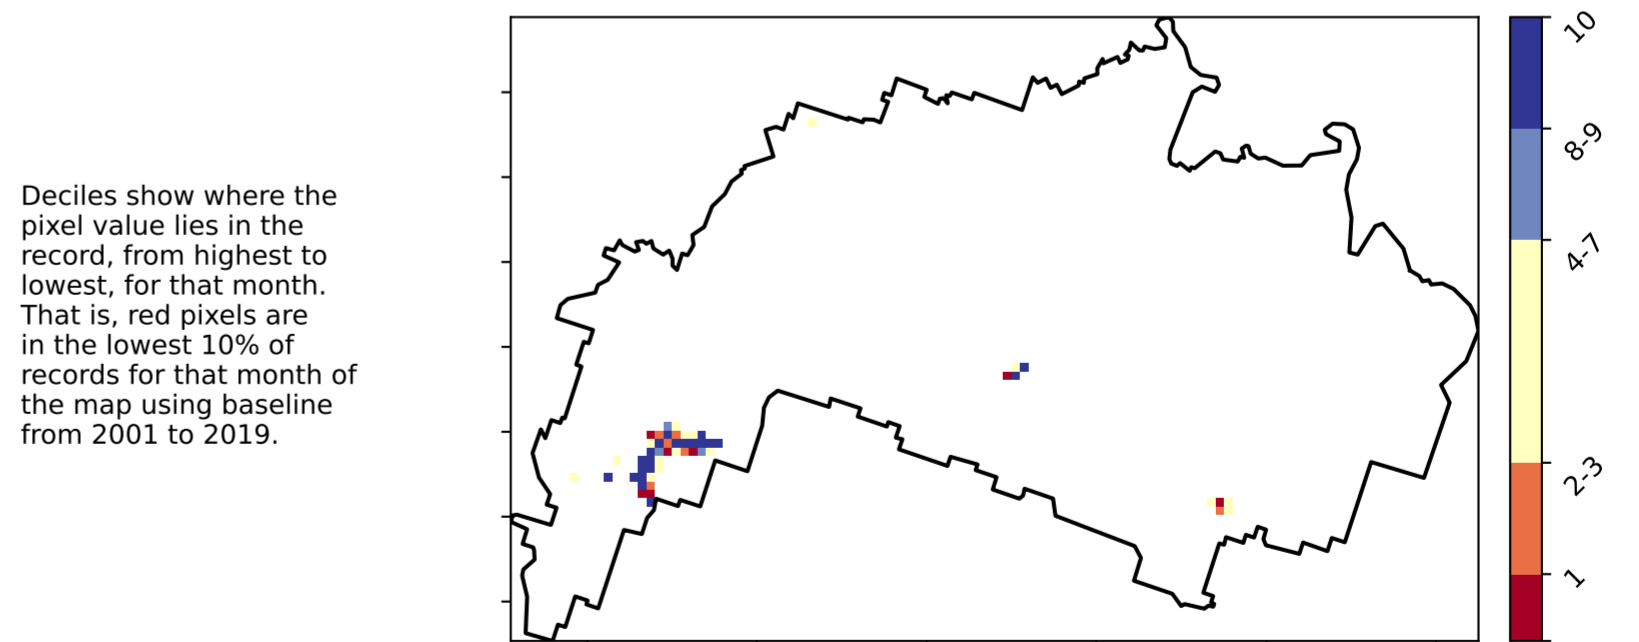 Deciles show where the
pixel value lies in the
record, from highest to
lowest, for that month.
That is, red pixels are
in the lowest 10% of
records for that month of
the map using baseline
from 2001 to 2019.
10
8-9
4-7
2-3
1